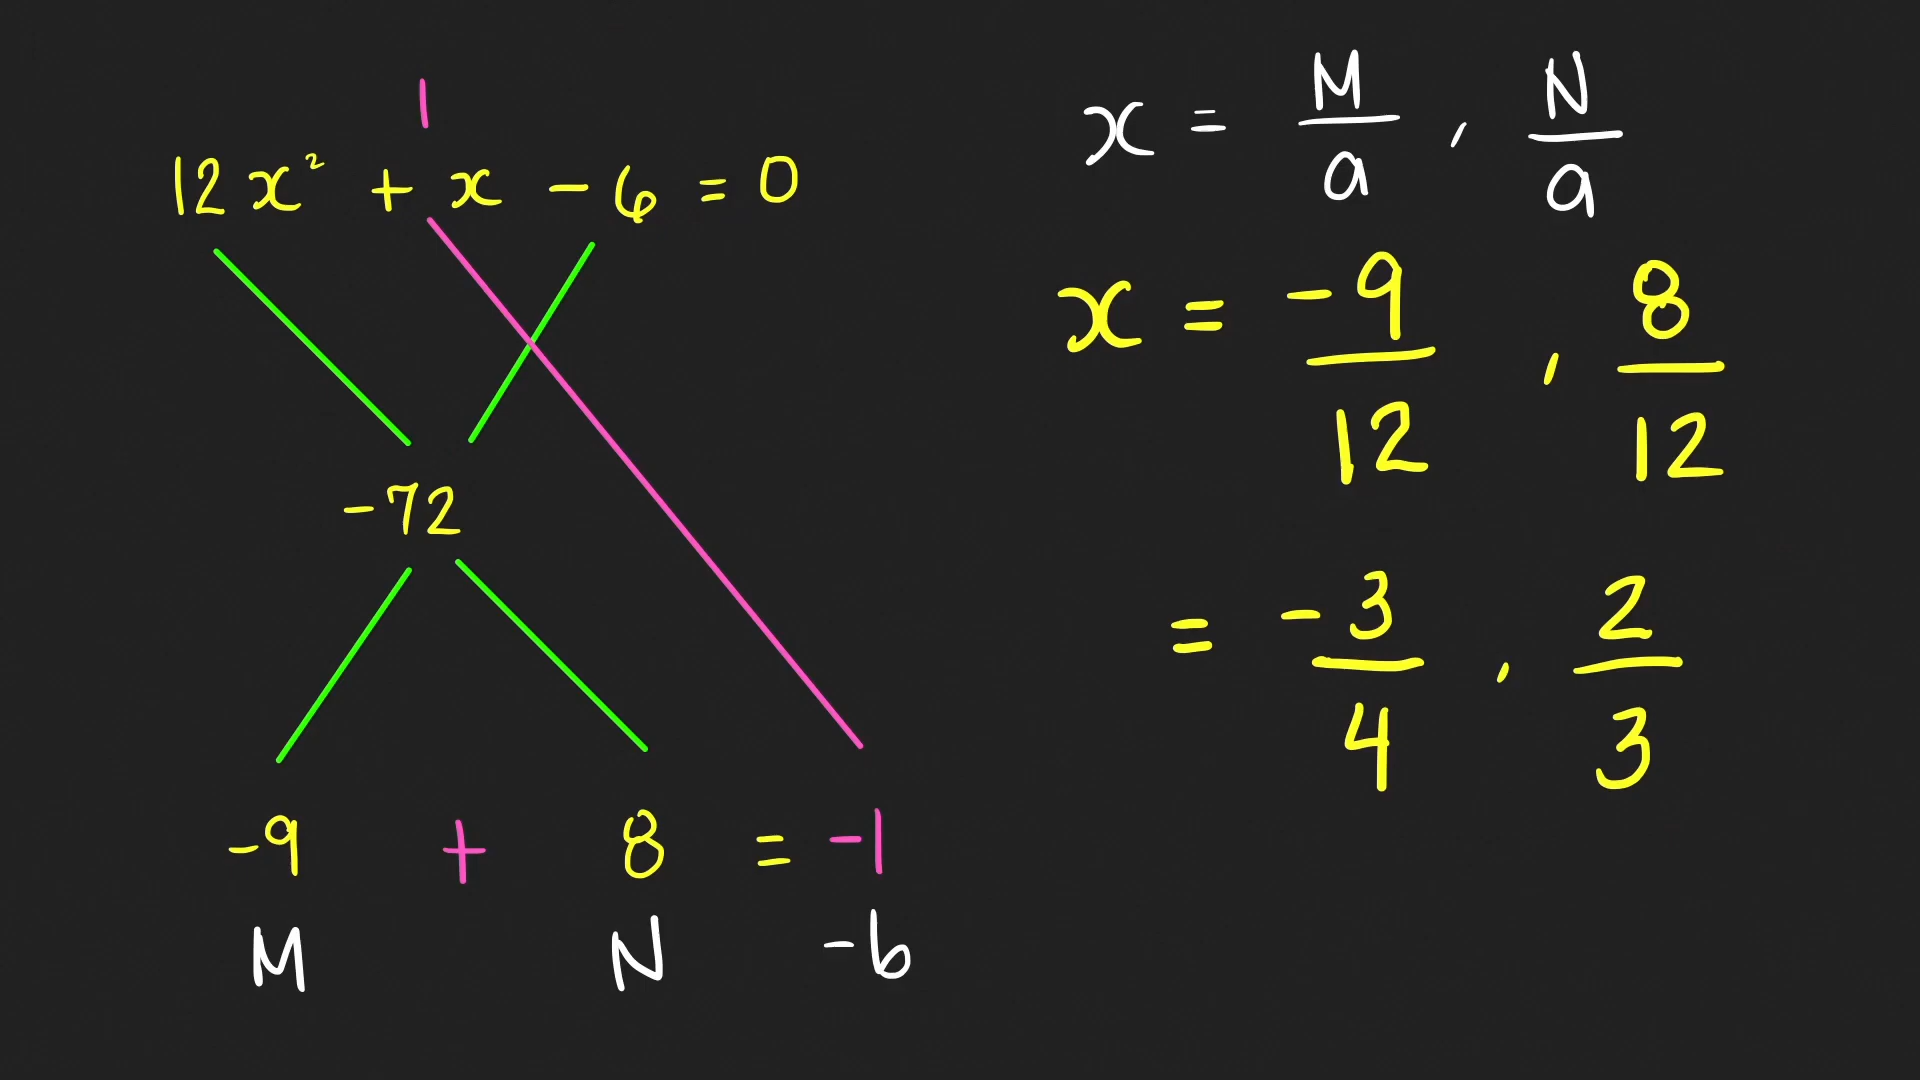 1
12x² + x - 6 = 0
-72
-9 + 8 = -1
M N -b
x = M/a , N/a
x = -9/12 , 8/12
= -3/4 , 2/3